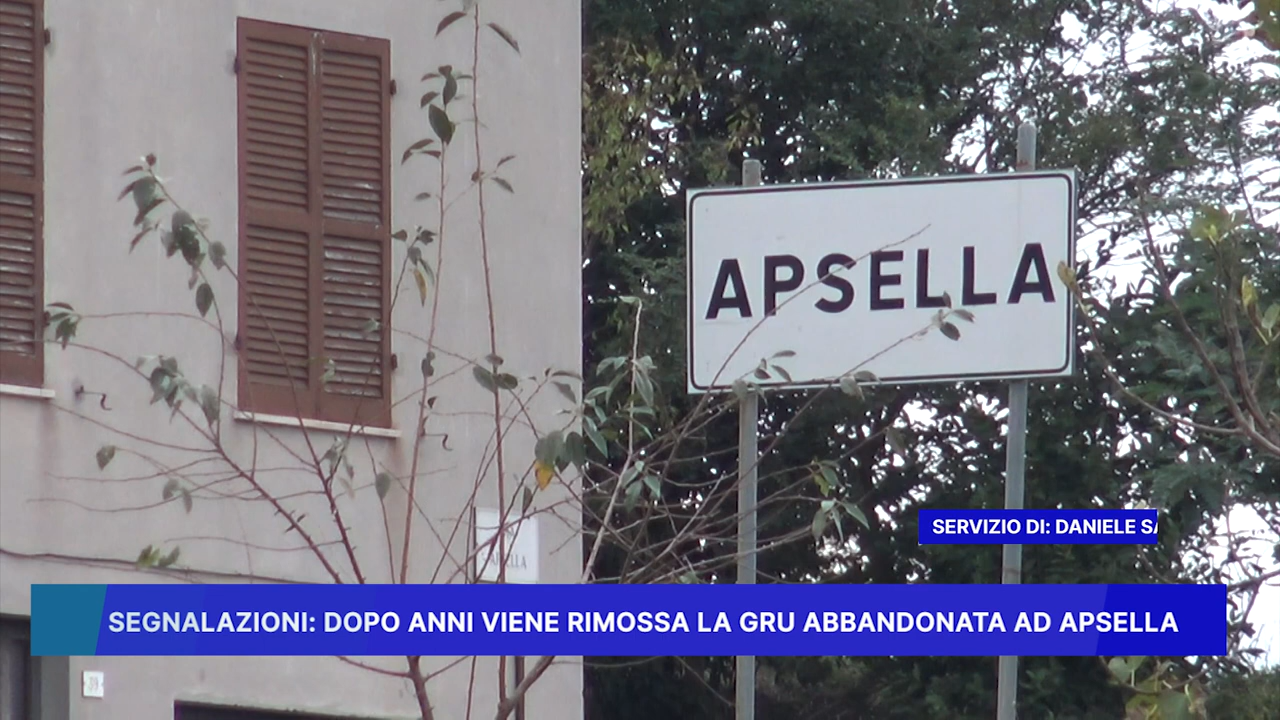 APSELLA
SERVIZIO DI: DANIELE
SEGNALAZIONI: DOPO ANNI VIENE RIMOSSA LA GRU ABBANDONATA AD APSELLA